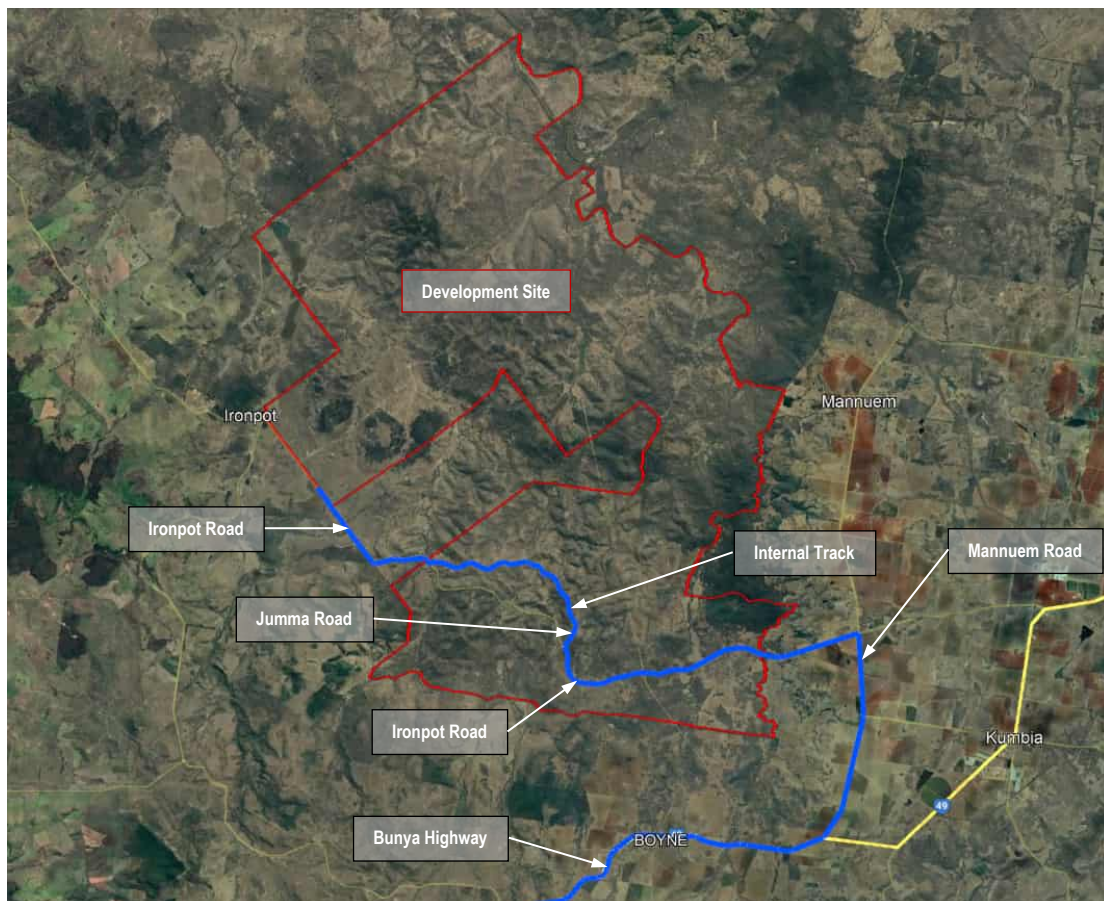 Development Site
Mannuem
Ironpot
Ironpot Road
Internal Track
Mannuem Road
Jumma Road
Ironpot Road
Kumbia
49
Bunya Highway
BOYNE